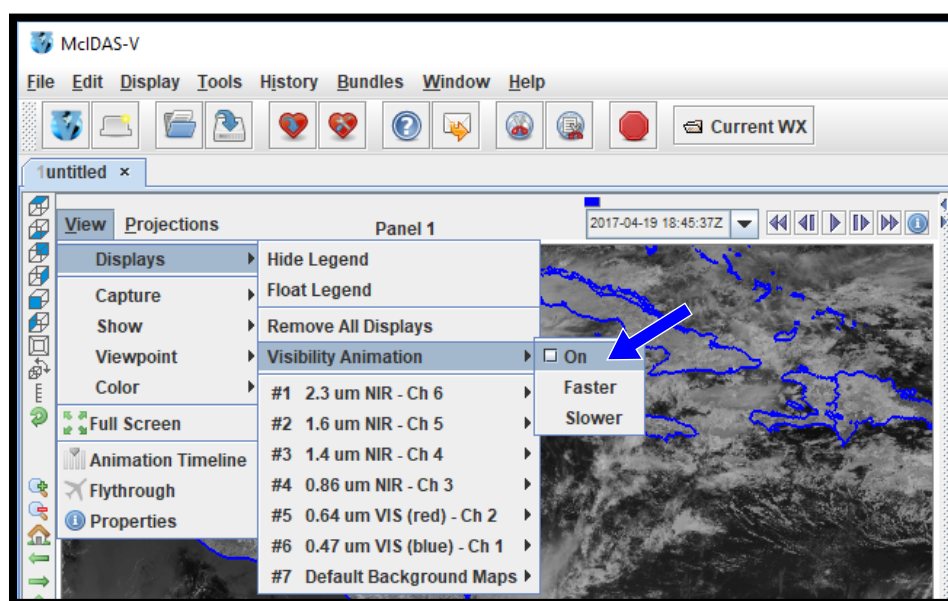 McIDAS-V
File Edit Display Tools History Bundles Window Help
Current WX
1untitled ×
View Projections Panel 1 2017-04-19 18:45:37Z
Displays
Capture
Show
Viewpoint
Color
Full Screen
Animation Timeline
Flythrough
Properties
Hide Legend
Float Legend
Remove All Displays
Visibility Animation
#1 2.3 um NIR - Ch 6
#2 1.6 um NIR - Ch 5
#3 1.4 um NIR - Ch 4
#4 0.86 um NIR - Ch 3
#5 0.64 um VIS (red) - Ch 2
#6 0.47 um VIS (blue) - Ch 1
#7 Default Background Maps
On
Faster
Slower